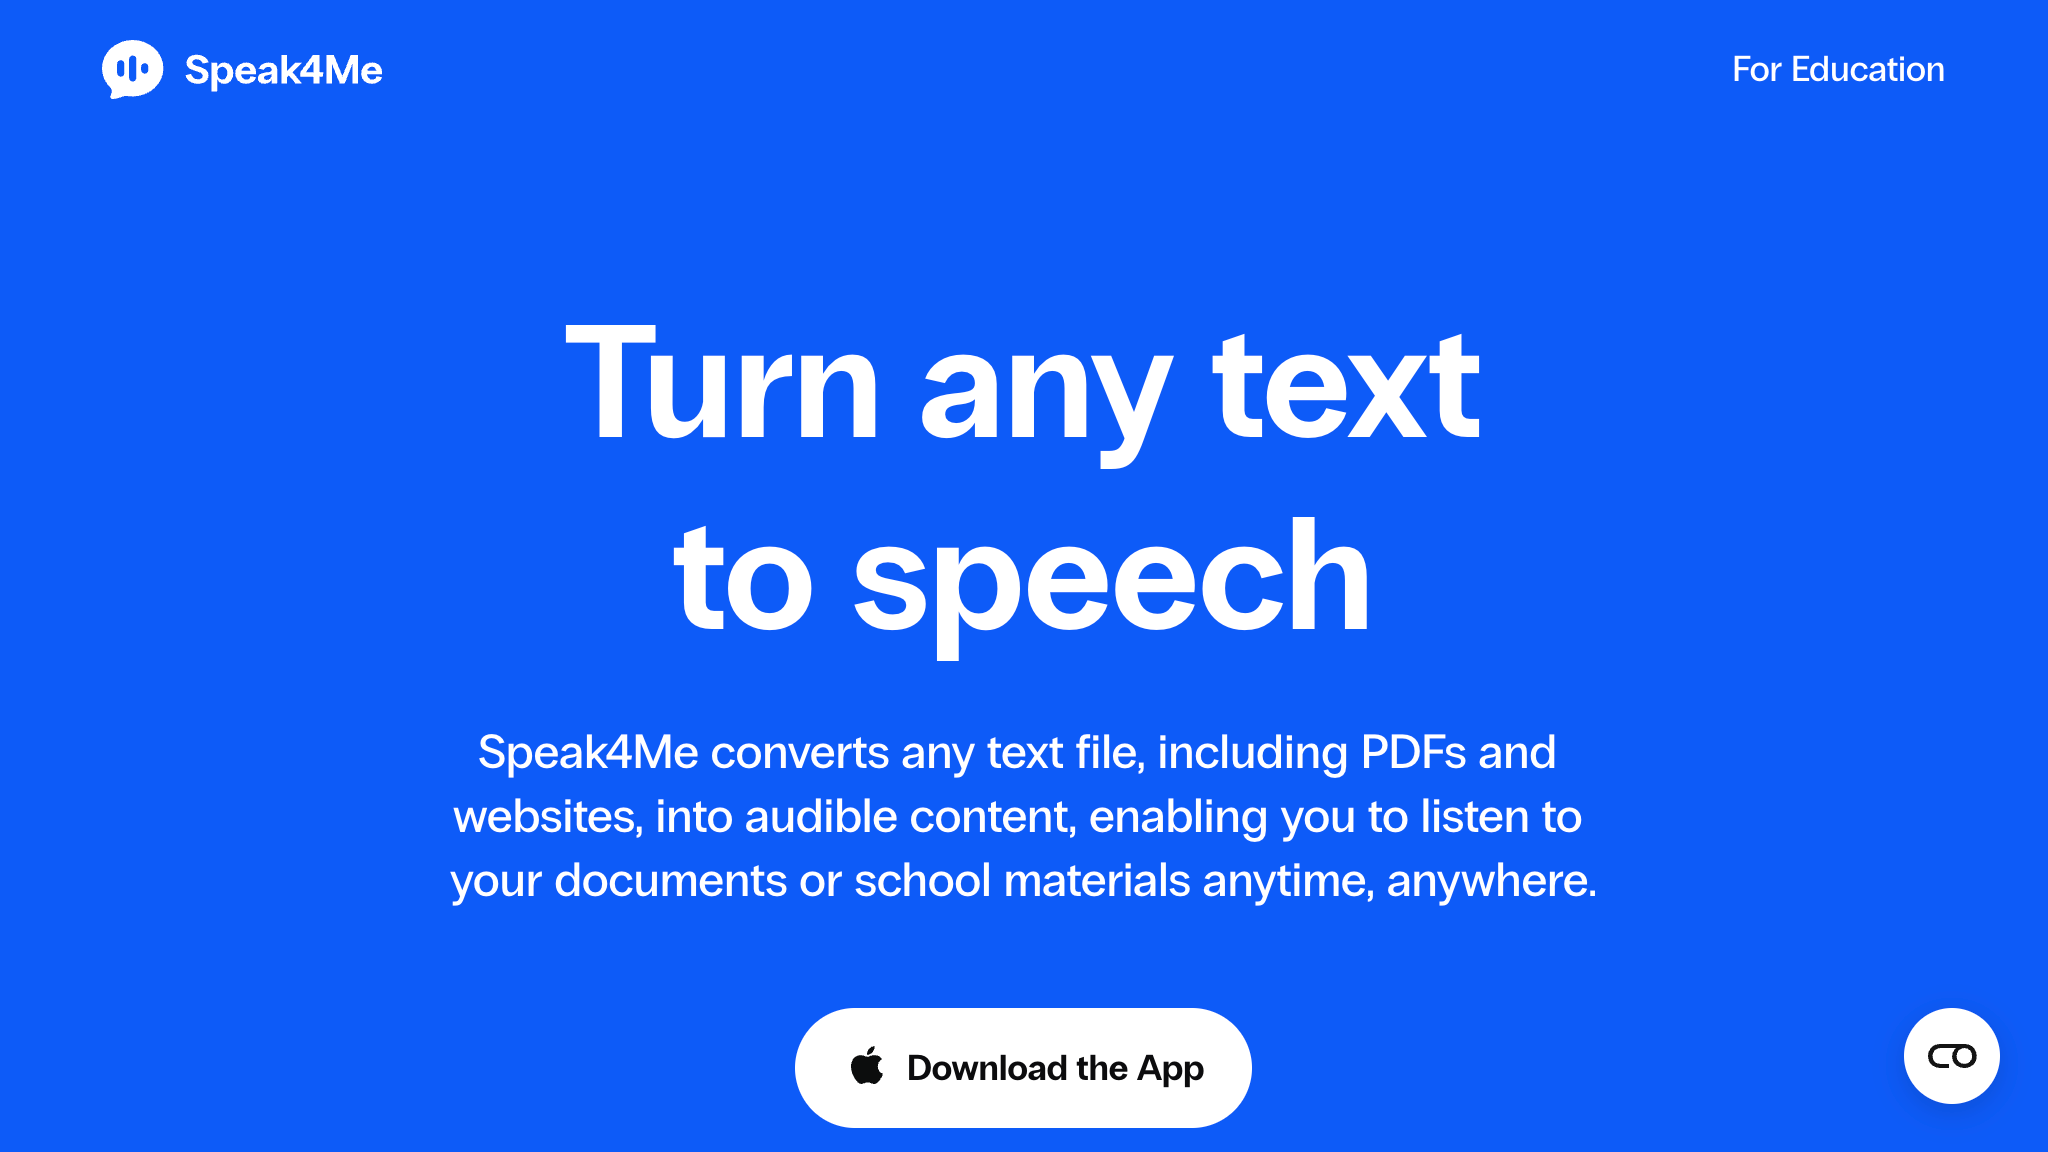 Speak4Me
For Education
Turn any text
to speech
Speak4Me converts any text file, including PDFs and
websites, into audible content, enabling you to listen to
your documents or school materials anytime, anywhere.
Download the App